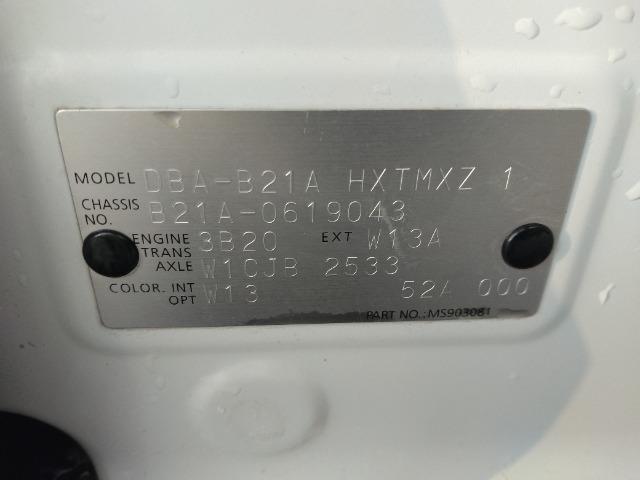 MODEL DBA-B21A HXTMXZ 1
CHASSIS NO. B21A-0619043
ENGINE 3B20 EXT W13A
TRANS AXLE W1CJB 2533
COLOR. INT OPT W13 52A 000
PART NO.: MS903081